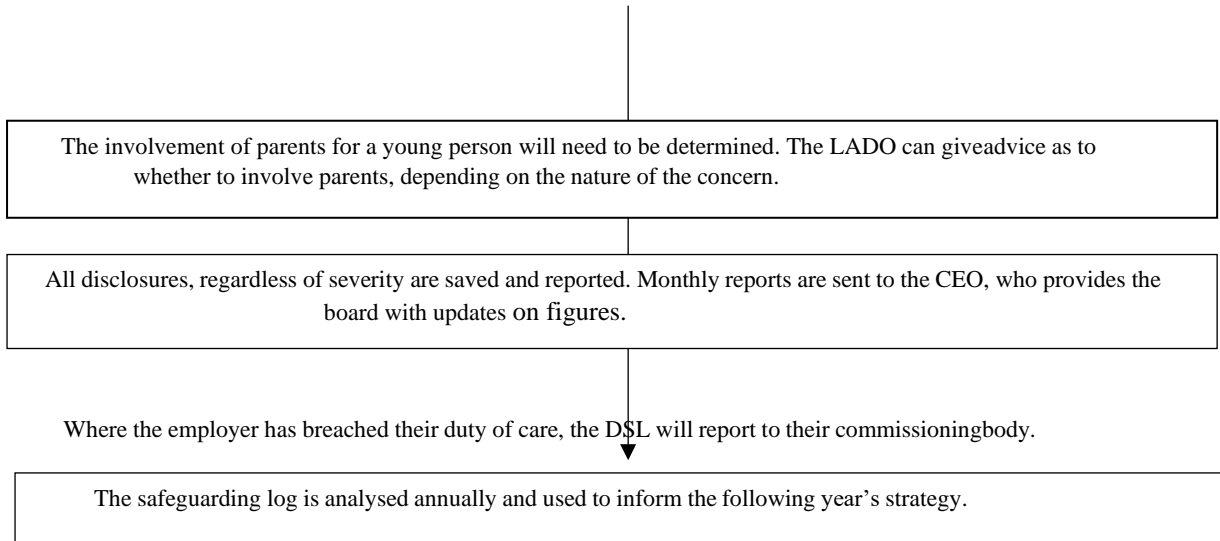 The involvement of parents for a young person will need to be determined. The LADO can giveadvice as to
whether to involve parents, depending on the nature of the concern.
All disclosures, regardless of severity are saved and reported. Monthly reports are sent to the CEO, who provides the
board with updates on figures.
Where the employer has breached their duty of care, the DSL will report to their commissioningbody.
The safeguarding log is analysed annually and used to inform the following year’s strategy.